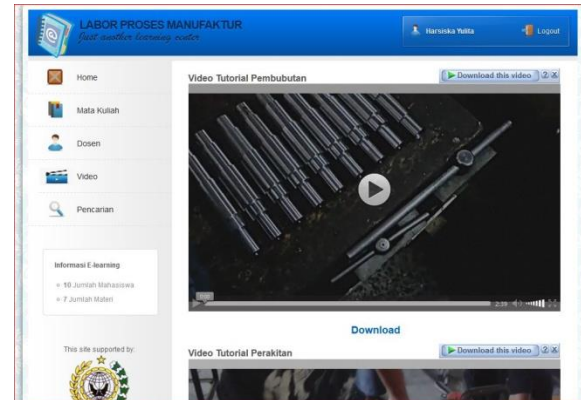 LABOR PROSES MANUFAKTUR
Just another learning center
Harsiska Yulita
Logout
Home
Mata Kuliah
Dosen
Video
Pencarian
Informasi E-learning
10 Jumlah Mahasiswa
7 Jumlah Materi
This site supported by:
Video Tutorial Pembubutan
Download this video ? X
2:39
Download
Video Tutorial Perakitan
Download this video ? X